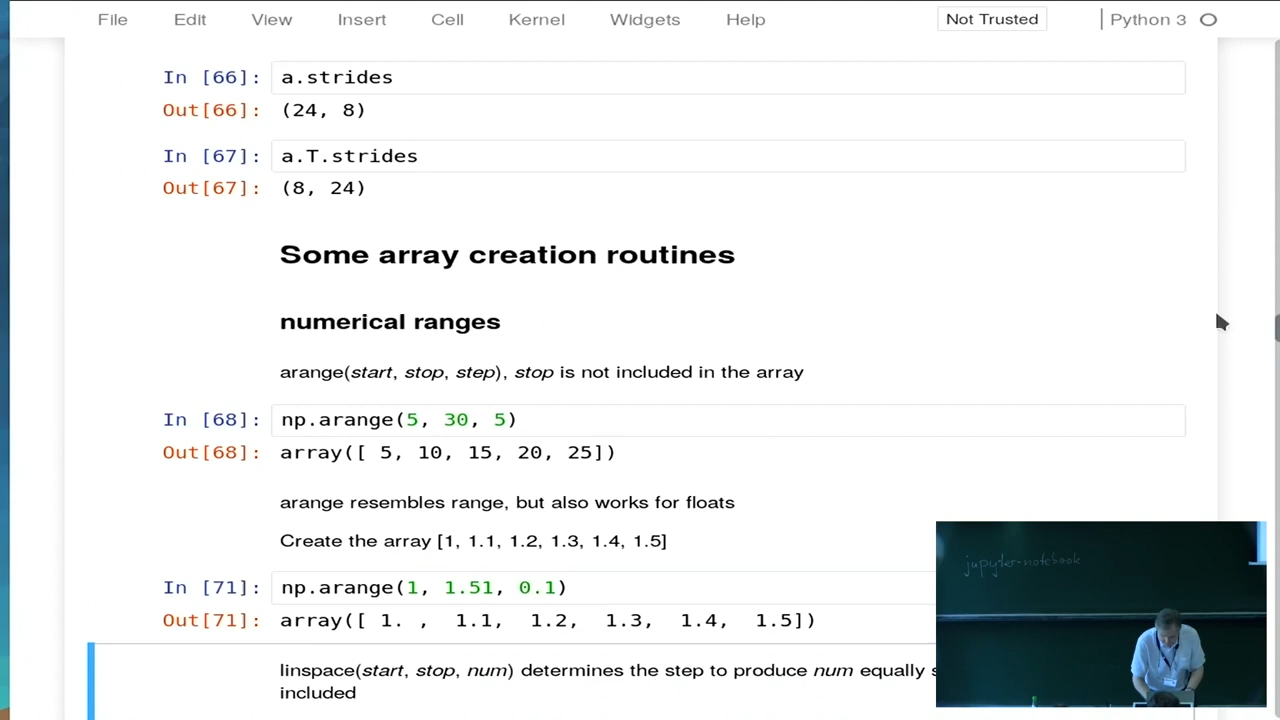 File Edit View Insert Cell Kernel Widgets Help Not Trusted Python 3
In [66]: a.strides
Out[66]: (24, 8)
In [67]: a.T.strides
Out[67]: (8, 24)
Some array creation routines
numerical ranges
arange(start, stop, step), stop is not included in the array
In [68]: np.arange(5, 30, 5)
Out[68]: array([ 5, 10, 15, 20, 25])
arange resembles range, but also works for floats
Create the array [1, 1.1, 1.2, 1.3, 1.4, 1.5]
In [71]: np.arange(1, 1.51, 0.1)
Out[71]: array([ 1. , 1.1, 1.2, 1.3, 1.4, 1.5])
linspace(start, stop, num) determines the step to produce num equally
included
jupyter-notebook